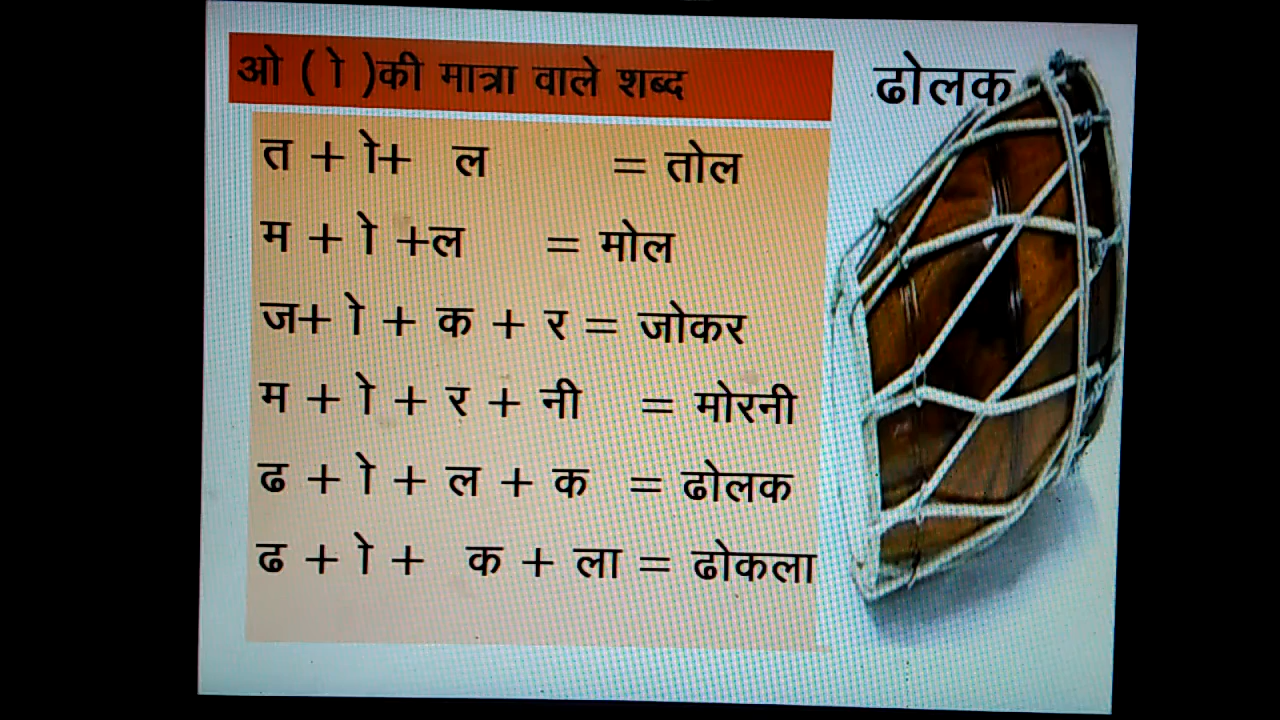 ओ ( ो )की मात्रा वाले शब्द
ढोलक
त + ो+ ल = तोल
म + ो +ल = मोल
ज+ ो + क + र = जोकर
म + ो + र + नी = मोरनी
ढ + ो + ल + क = ढोलक
ढ + ो + क + ला = ढोकला